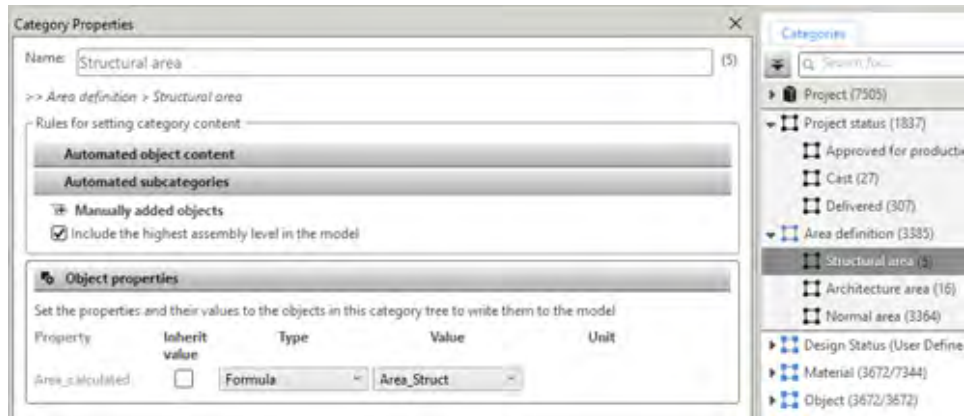 Category Properties
Name: Structural area (5)
>> Area definition > Structural area
Rules for setting category content
Automated object content
Automated subcategories
Manually added objects
Include the highest assembly level in the model
Object properties
Set the properties and their values to the objects in this category tree to write them to the model
Property Inherit value Type Value Unit
Area_calculated Formula Area_Struct
Categories
Search for...
Project (7505)
Project status (1837)
Approved for producti
Cast (27)
Delivered (307)
Area definition (3385)
Structural area (5)
Architecture area (16)
Normal area (3364)
Design Status (User Define
Material (3672/7344)
Object (3672/3672)